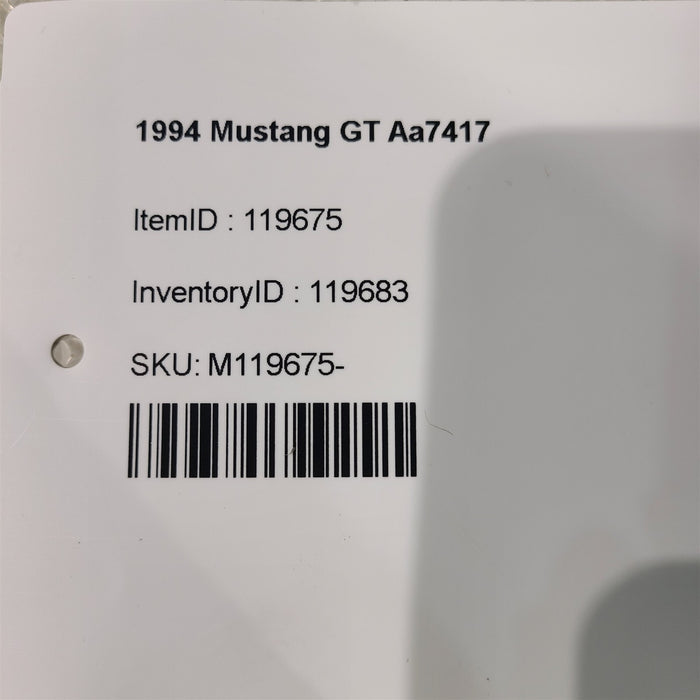 1994 Mustang GT Aa7417
ItemID : 119675
InventoryID : 119683
SKU: M119675-